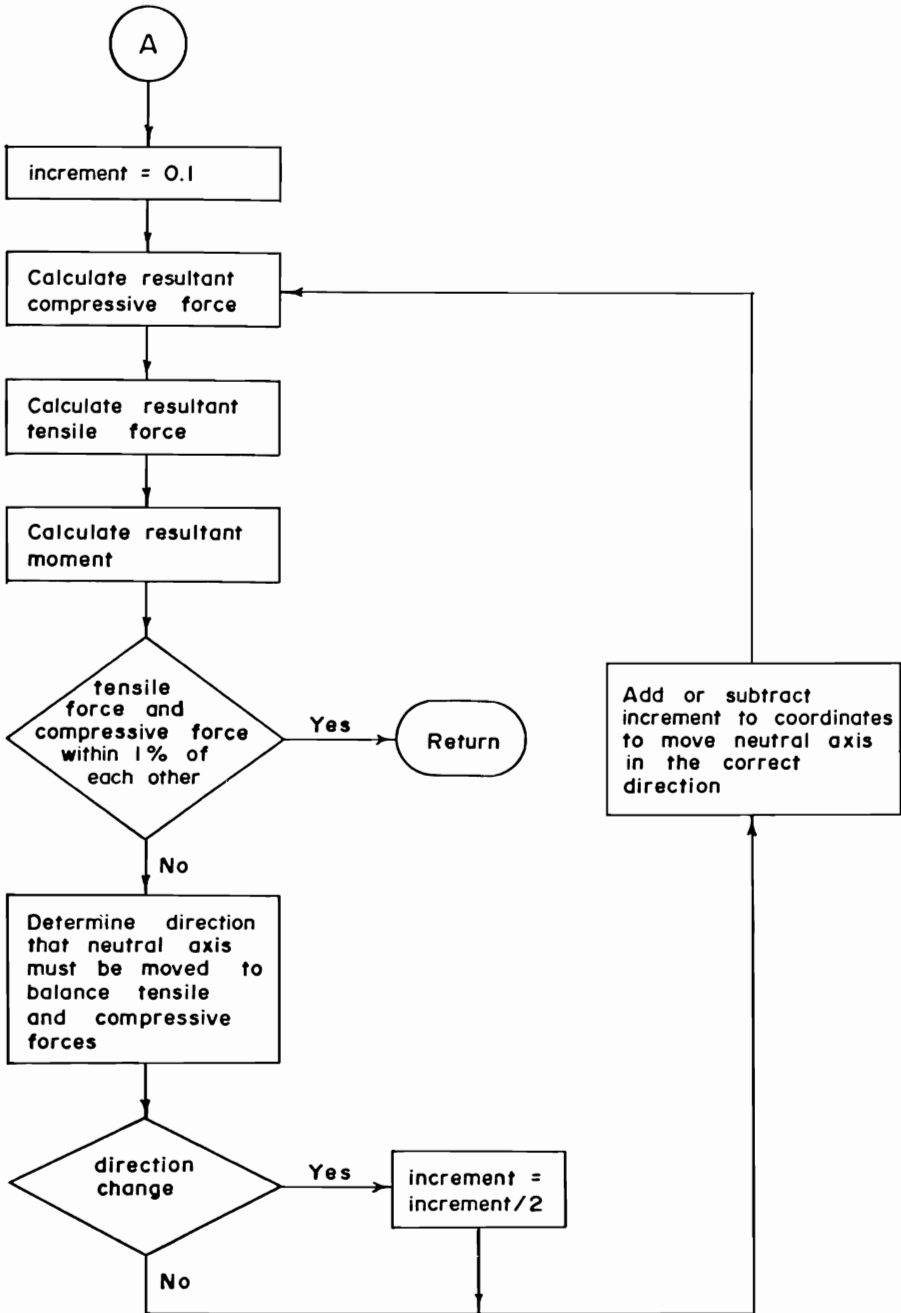 A
increment = 0.1
Calculate resultant
compressive force
Calculate resultant
tensile force
Calculate resultant
moment
tensile
force and
compressive force
within 1% of
each other
Yes
Return
No
Determine direction
that neutral axis
must be moved to
balance tensile
and compressive
forces
direction
change
Yes
increment =
increment/2
No
Add or subtract
increment to coordinates
to move neutral axis
in the correct
direction